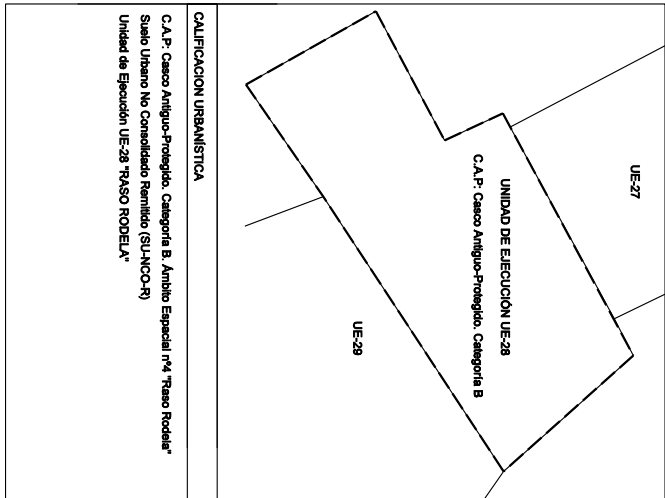 UE-27
UNIDAD DE EJECUCIÓN UE-28
C.A.P: Casco Antiguo-Protegido. Categoría B
UE-29
CALIFICACION URBANÍSTICA
C.A.P: Casco Antiguo-Protegido. Categoría B. Ámbito Espacial nº4 "Raso Rodela"
Suelo Urbano No Consolidado Remitido (SU-NCO-R)
Unidad de Ejecución UE-28 "RASO RODELA"